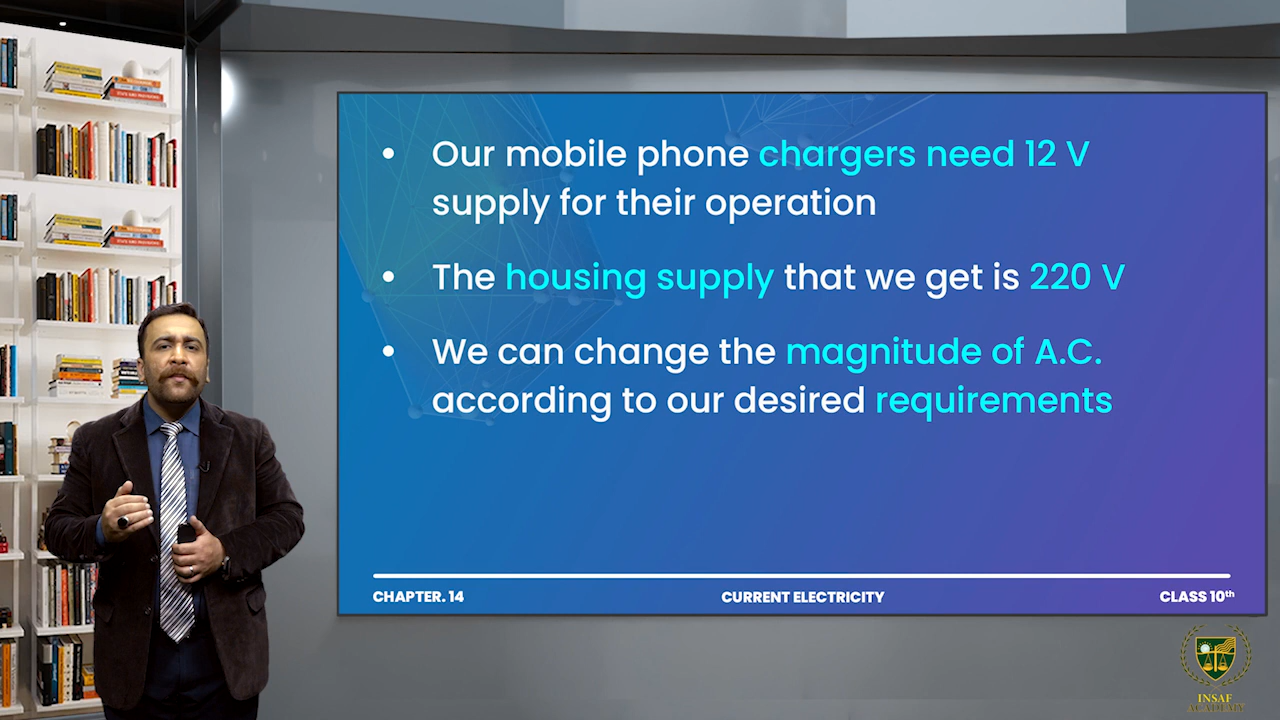 • Our mobile phone chargers need 12 V
supply for their operation
• The housing supply that we get is 220 V
• We can change the magnitude of A.C.
according to our desired requirements
CHAPTER. 14
CURRENT ELECTRICITY
CLASS 10th
INSAF
ACADEMY